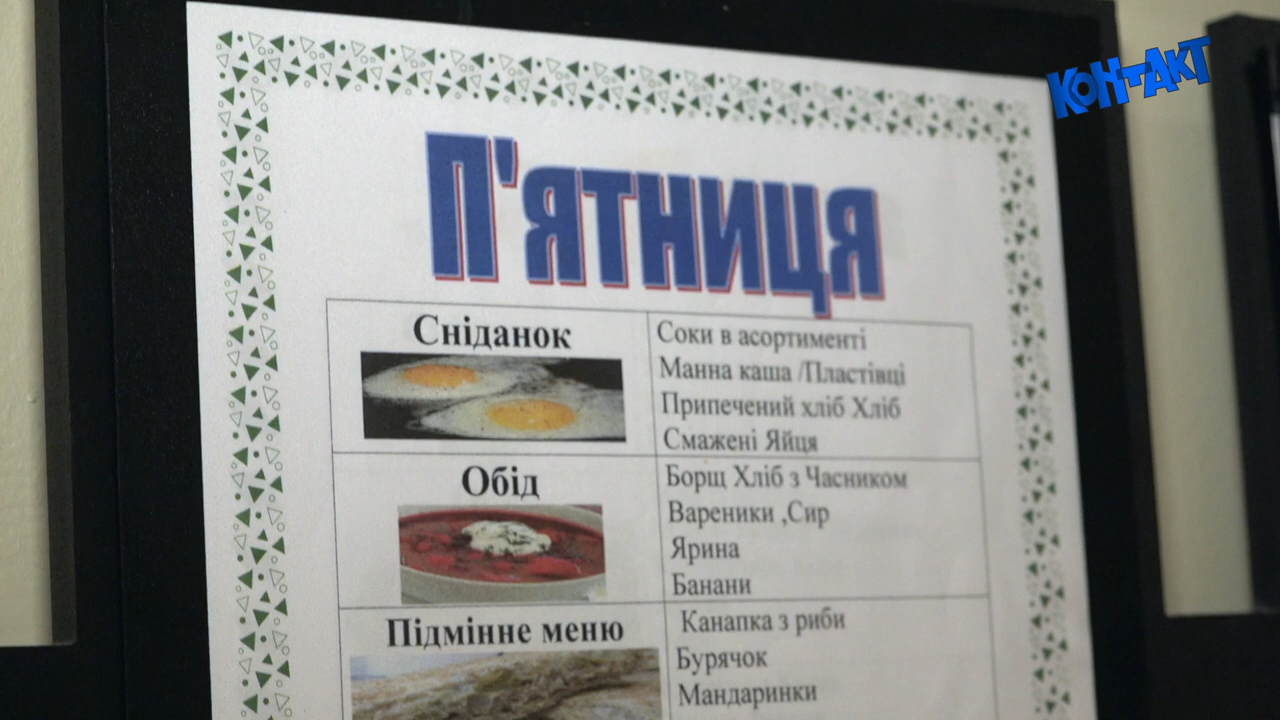 КОНТАКТ
П'ятниця
Сніданок
Соки в асортименті
Манна каша /Пластівці
Припечений хліб Хліб
Смажені Яйця
Обід
Борщ Хліб з Часником
Вареники ,Сир
Ярина
Банани
Підмінне меню
Канапка з риби
Бурячок
Мандаринки